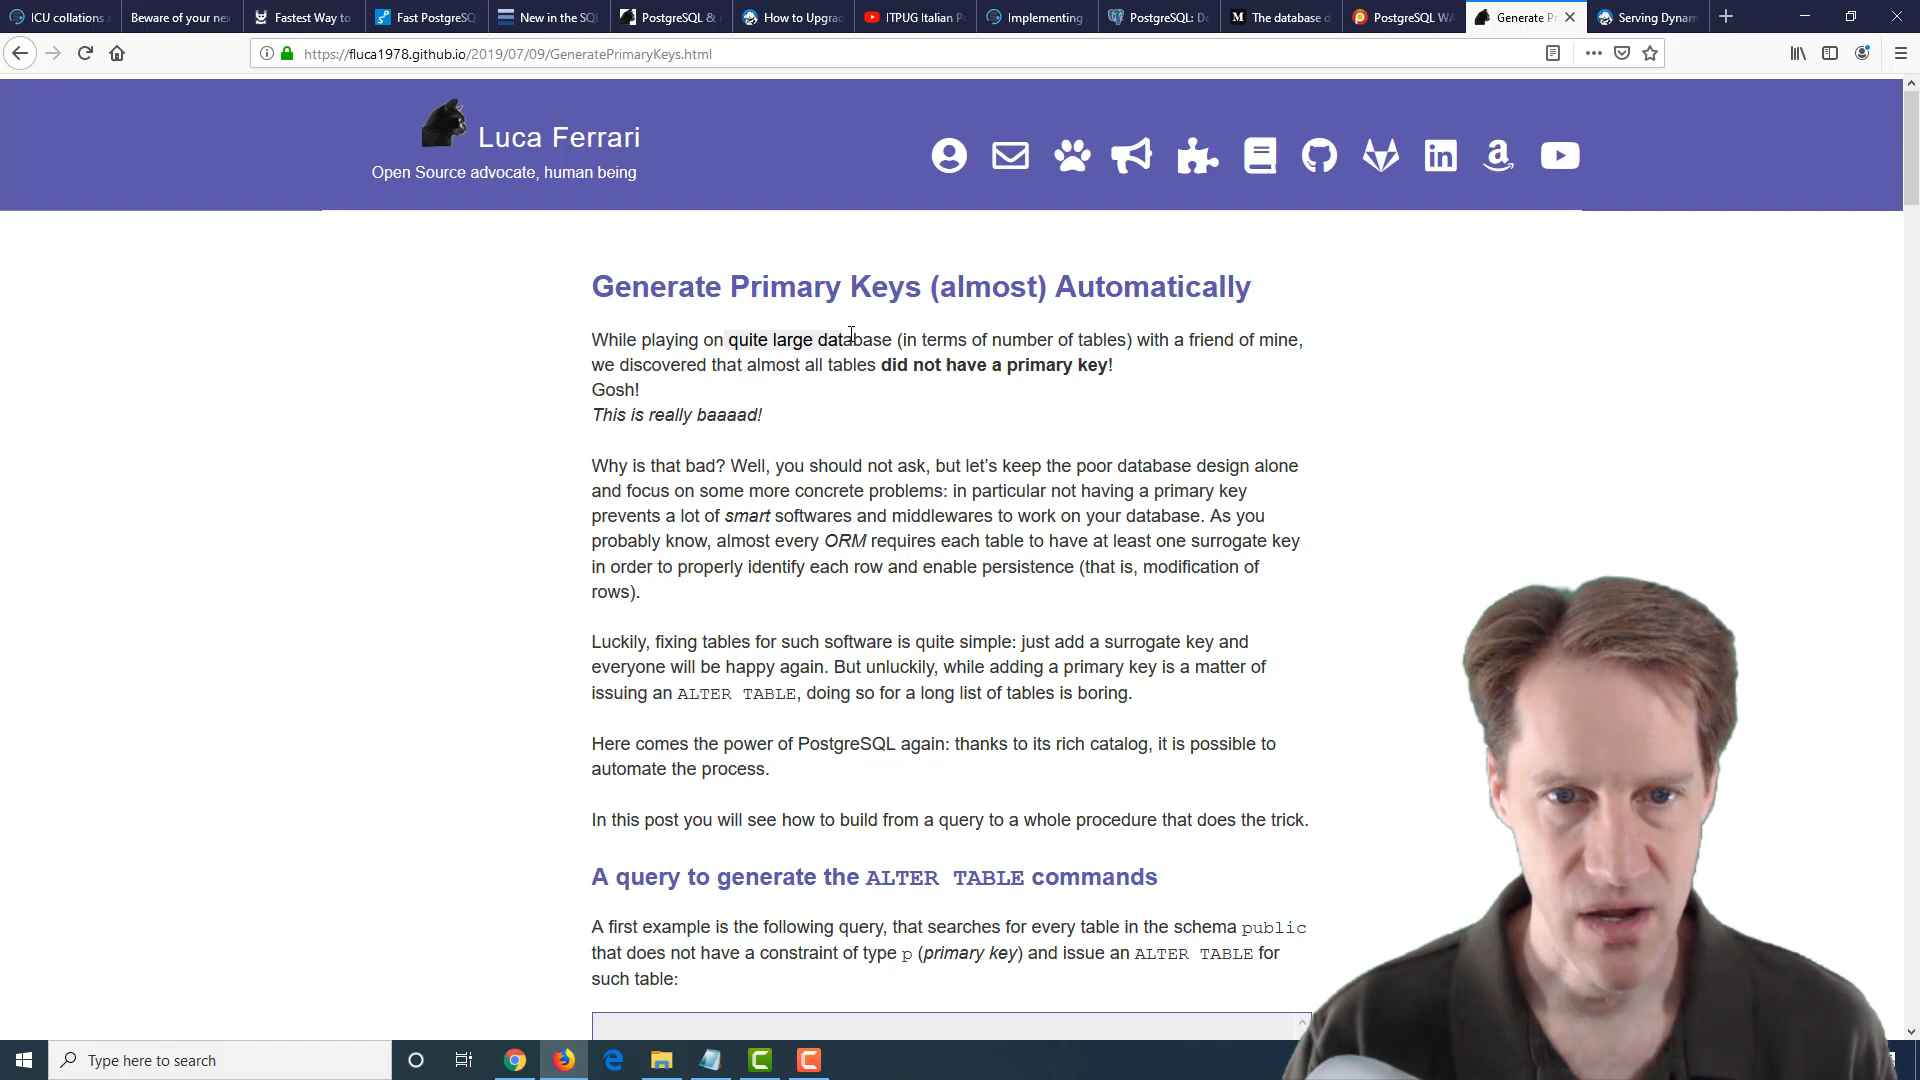 ICU collations
Beware of your ne
Fastest Way to
Fast PostgreSQ
New in the SQL
PostgreSQL &
How to Upgra
ITPUG Italian P
Implementing
PostgreSQL: D
The database d
PostgreSQL WA
Generate P
Serving Dynam
https://fluca1978.github.io/2019/07/09/GeneratePrimaryKeys.html
Luca Ferrari
Open Source advocate, human being
Generate Primary Keys (almost) Automatically
While playing on quite large database (in terms of number of tables) with a friend of mine,
we discovered that almost all tables did not have a primary key!
Gosh!
This is really baaaad!
Why is that bad? Well, you should not ask, but let's keep the poor database design alone
and focus on some more concrete problems: in particular not having a primary key
prevents a lot of smart softwares and middlewares to work on your database. As you
probably know, almost every ORM requires each table to have at least one surrogate key
in order to properly identify each row and enable persistence (that is, modification of
rows).
Luckily, fixing tables for such software is quite simple: just add a surrogate key and
everyone will be happy again. But unluckily, while adding a primary key is a matter of
issuing an ALTER TABLE, doing so for a long list of tables is boring.
Here comes the power of PostgreSQL again: thanks to its rich catalog, it is possible to
automate the process.
In this post you will see how to build from a query to a whole procedure that does the trick.
A query to generate the ALTER TABLE commands
A first example is the following query, that searches for every table in the schema public
that does not have a constraint of type p (primary key) and issue an ALTER TABLE for
such table:
Type here to search